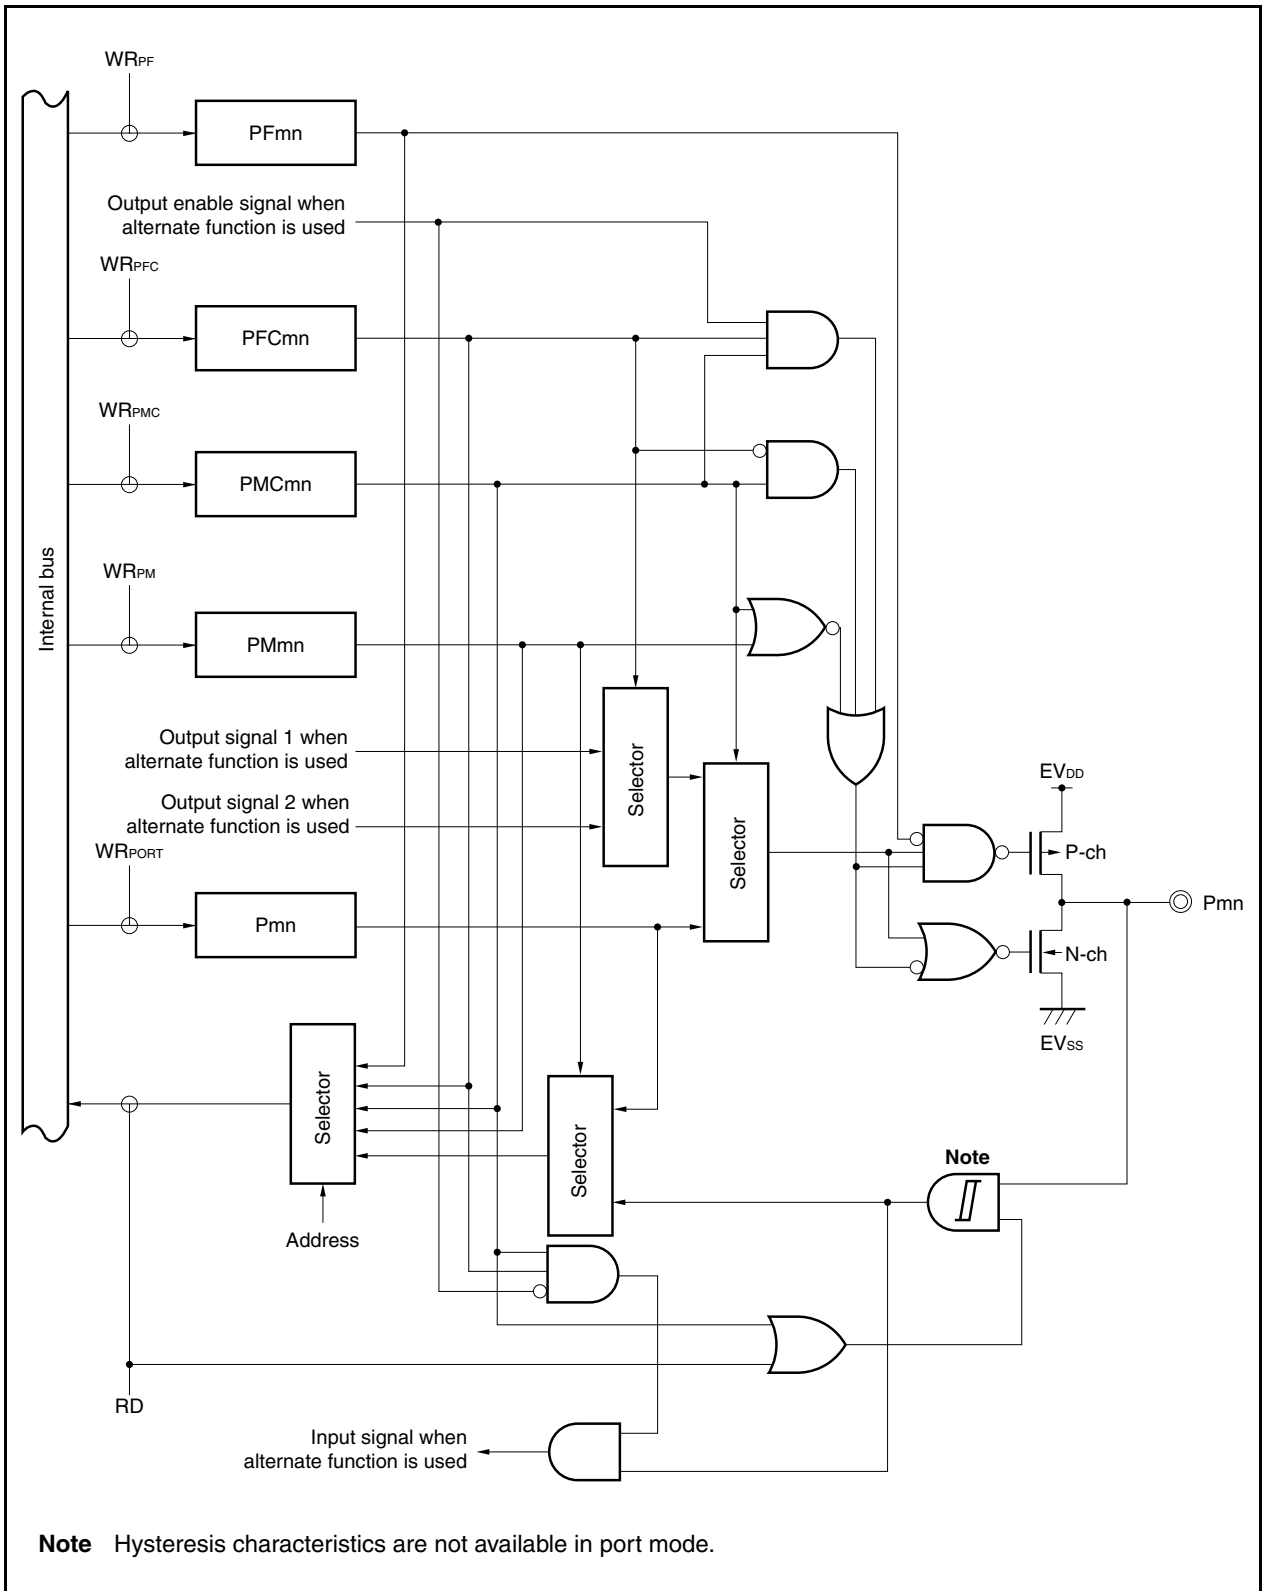 WRPF
PFmn
Output enable signal when
alternate function is used
WRPFC
PFCmn
WRPMC
PMCmn
Internal bus
WRPM
PMmn
Output signal 1 when
alternate function is used
Selector
Output signal 2 when
alternate function is used
Selector
EVDD
P-ch
WRPORT
Pmn
Pmn
N-ch
EVSS
Selector
Selector
Note
Address
RD
Input signal when
alternate function is used
Note Hysteresis characteristics are not available in port mode.